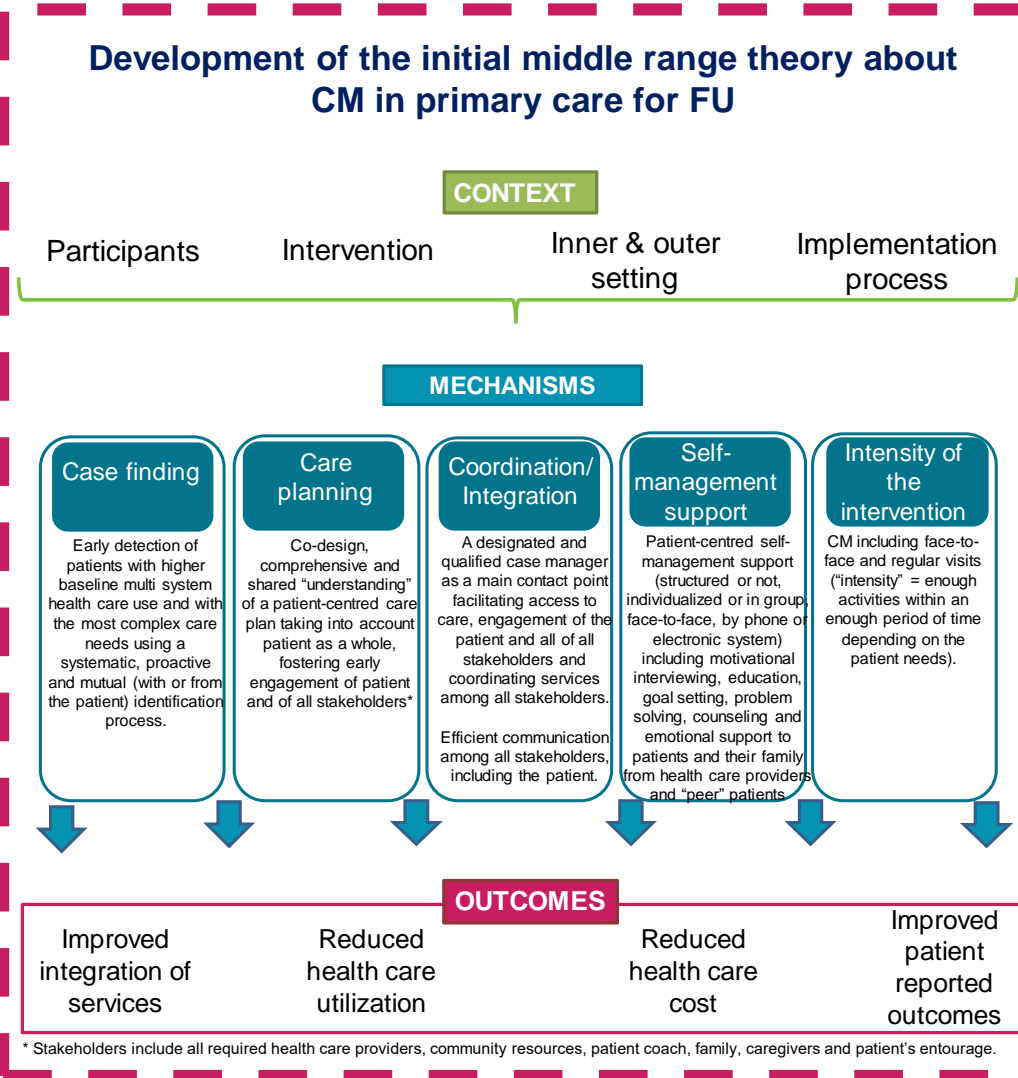 Development of the initial middle range theory about
CM in primary care for FU
CONTEXT
Participants
Intervention
Inner & outer
setting
Implementation
process
MECHANISMS
Case finding
Early detection of
patients with higher
baseline multi system
health care use and with
the most complex care
needs using a
systematic, proactive
and mutual (with or from
the patient) identification
process.
Care
planning
Co-design,
comprehensive and
shared “understanding”
of a patient-centred care
plan taking into account
patient as a whole,
fostering early
engagement of patient
and of all stakeholders*
Coordination/
Integration
A designated and
qualified case manager
as a main contact point
facilitating access to
care, engagement of the
patient and all of all
stakeholders and
coordinating services
among all stakeholders.
Efficient communication
among all stakeholders,
including the patient.
Self-
management
support
Patient-centred self-
management support
(structured or not,
individualized or in group,
face-to-face, by phone or
electronic system)
including motivational
interviewing, education,
goal setting, problem
solving, counseling and
emotional support to
patients and their family
from health care providers
and “peer” patients
Intensity of
the
intervention
CM including face-to-
face and regular visits
(“intensity” = enough
activities within an
enough period of time
depending on the
patient needs).
OUTCOMES
Improved
integration of
services
Reduced
health care
utilization
Reduced
health care
cost
Improved
patient
reported
outcomes
* Stakeholders include all required health care providers, community resources, patient coach, family, caregivers and patient’s entourage.